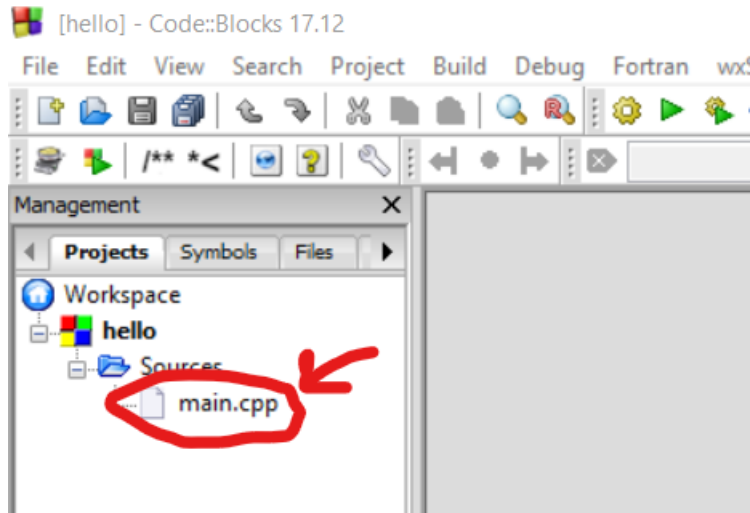 [hello] - Code::Blocks 17.12
File Edit View Search Project Build Debug Fortran wxS
R
/** *<
?
Management X
Projects Symbols Files
Workspace
hello
Sources
main.cpp